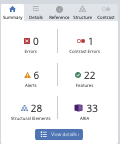 Summary Details Reference Structure Contrast
0 1
Errors Contrast Errors
6 22
Alerts Features
28 33
Structural Elements ARIA
View details ›